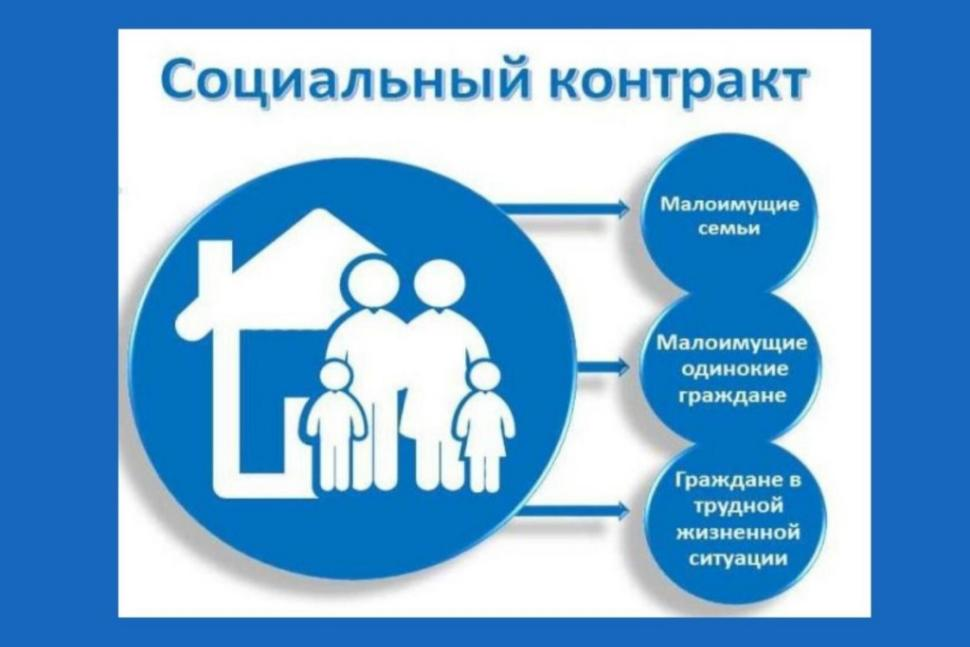 Социальный контракт
Малоимущие
семьи
Малоимущие
одинокие
граждане
Граждане в
трудной
жизненной
ситуации